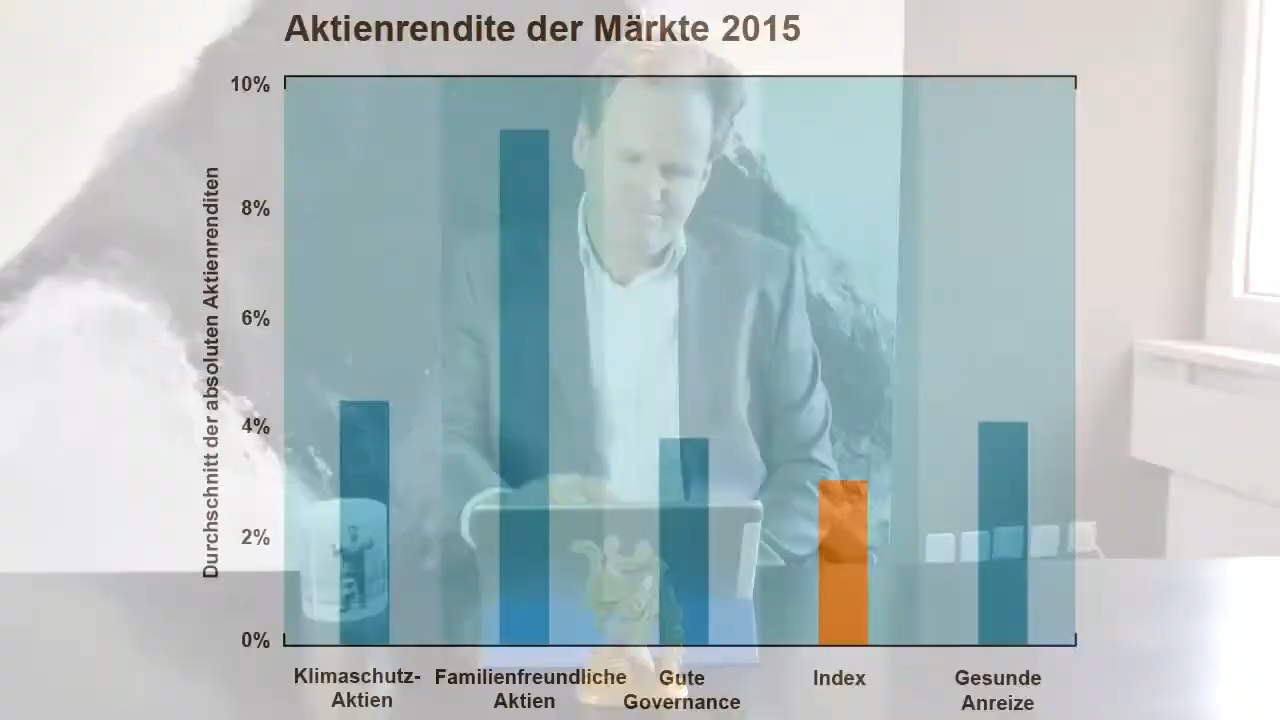 Aktienrendite der Märkte 2015
Durchschnitt der absoluten Aktienrenditen
10%
8%
6%
4%
2%
0%
Klimaschutz-
Aktien
Familienfreundliche
Aktien
Gute
Governance
Index
Gesunde
Anreize